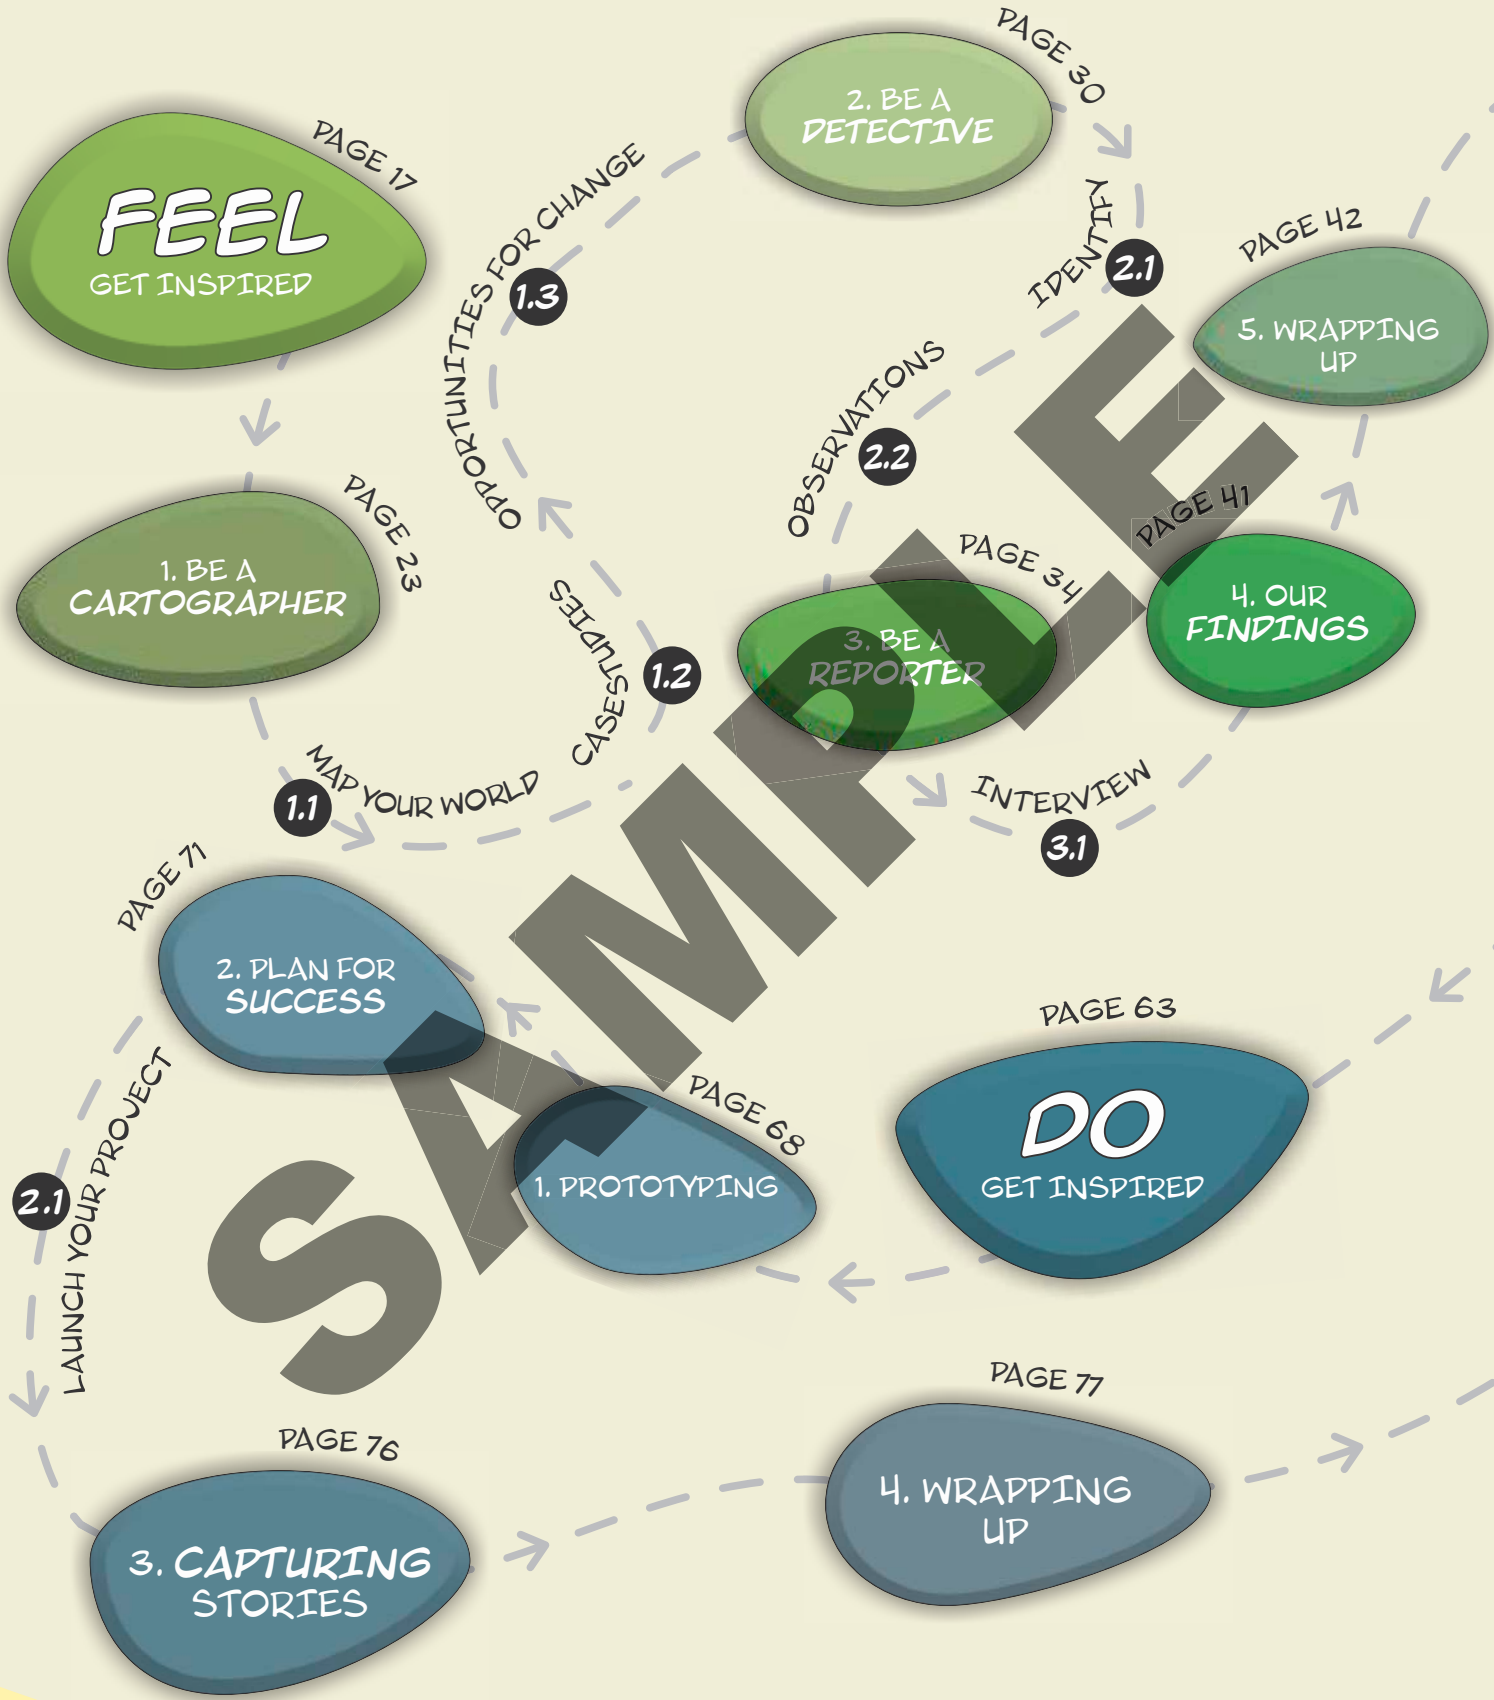 PAGE 17
FEEL
GET INSPIRED
PAGE 23
1. BE A
CARTOGRAPHER
1.1
MAP YOUR WORLD
1.2
CASESTUDIES
1.3
OPPORTUNITIES FOR CHANGE
PAGE 30
2. BE A
DETECTIVE
2.1
IDENTIFY
2.2
OBSERVATIONS
PAGE 34
3. BE A
REPORTER
3.1
INTERVIEW
PAGE 41
4. OUR
FINDINGS
PAGE 42
5. WRAPPING
UP
PAGE 63
DO
GET INSPIRED
PAGE 68
1. PROTOTYPING
PAGE 71
2. PLAN FOR
SUCCESS
2.1
LAUNCH YOUR PROJECT
PAGE 76
3. CAPTURING
STORIES
PAGE 77
4. WRAPPING
UP
SAMPLE